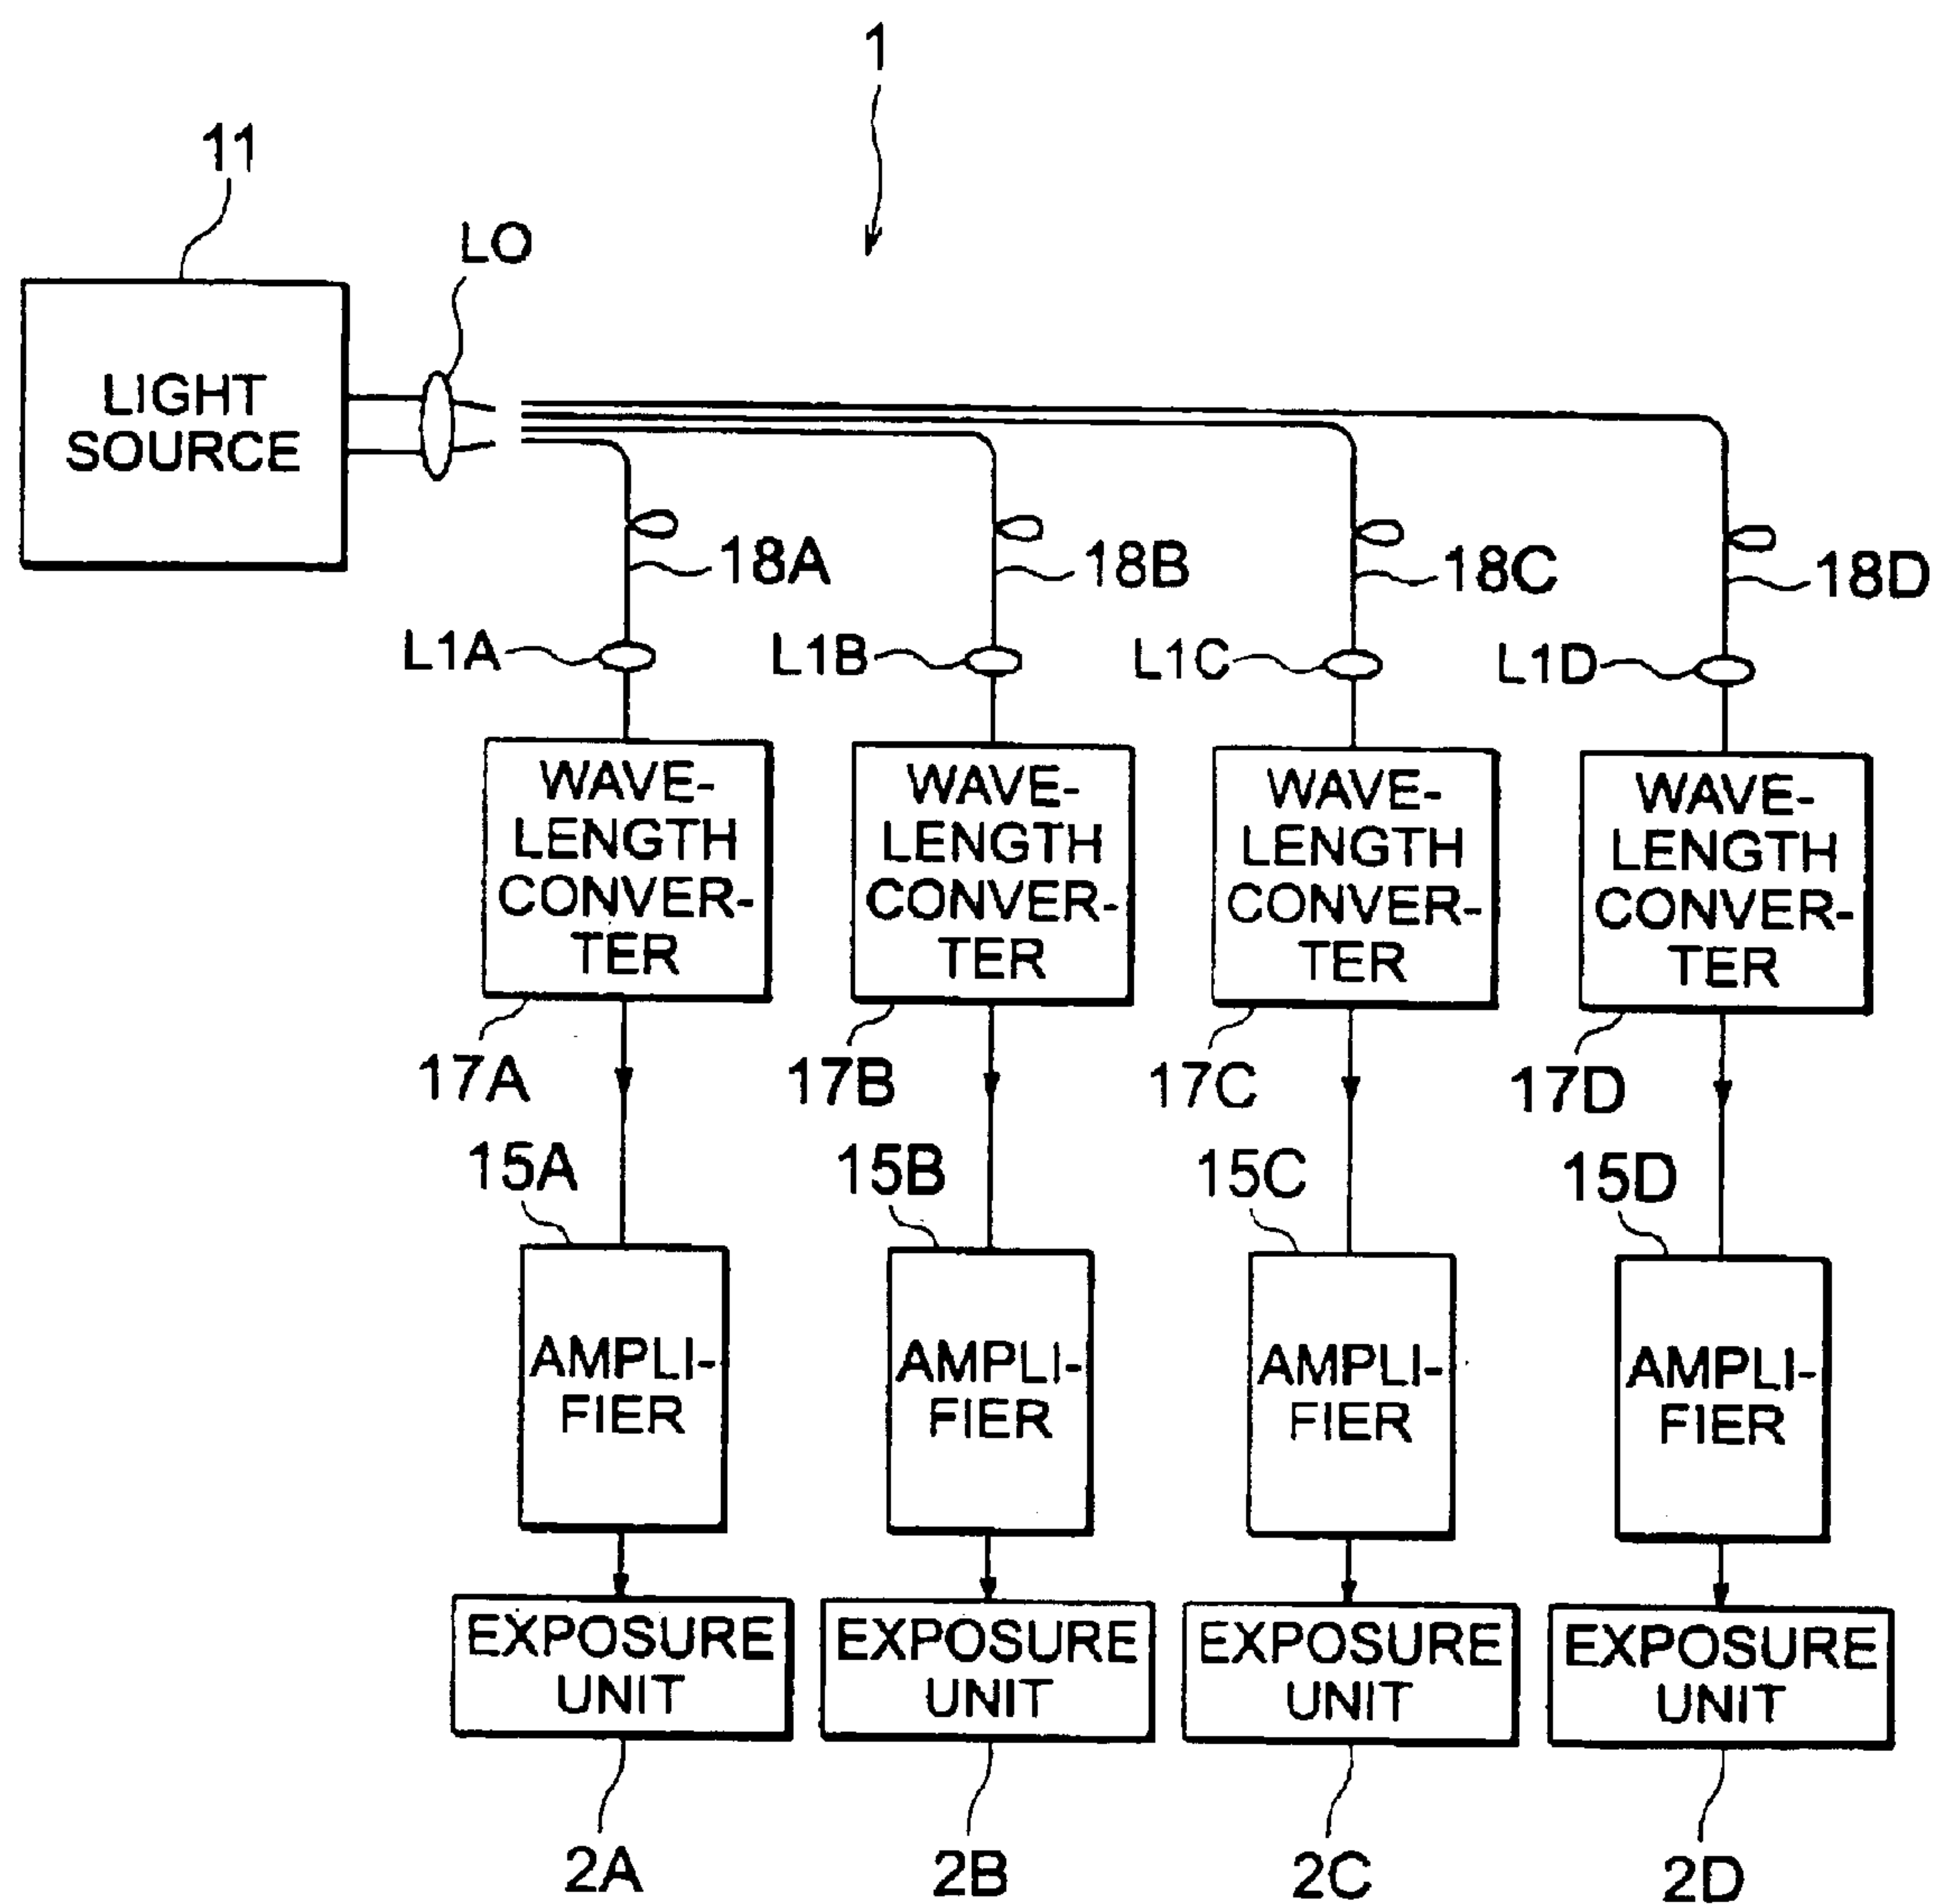 1
11
LO
LIGHT
SOURCE
18A
18B
18C
18D
L1A
L1B
L1C
L1D
WAVE-
LENGTH
CONVER-
TER
WAVE-
LENGTH
CONVER-
TER
WAVE-
LENGTH
CONVER-
TER
WAVE-
LENGTH
CONVER-
TER
17A
17B
17C
17D
15A
15B
15C
15D
AMPLI-
FIER
AMPLI-
FIER
AMPLI-
FIER
AMPLI-
FIER
EXPOSURE
UNIT
EXPOSURE
UNIT
EXPOSURE
UNIT
EXPOSURE
UNIT
2A
2B
2C
2D